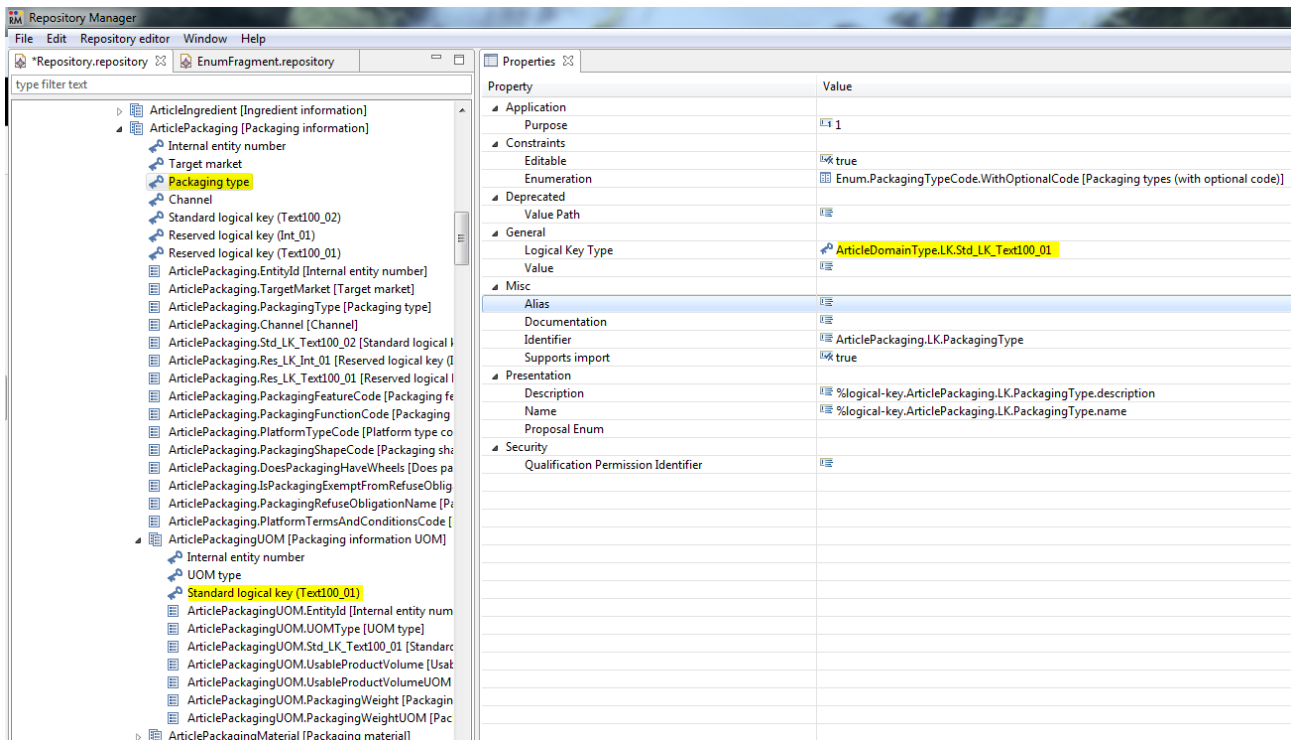 RM Repository Manager
File Edit Repository editor Window Help
*Repository.repository EnumFragment.repository
type filter text
ArticleIngredient [Ingredient information]
ArticlePackaging [Packaging information]
Internal entity number
Target market
Packaging type
Channel
Standard logical key (Text100_02)
Reserved logical key (Int_01)
Reserved logical key (Text100_01)
ArticlePackaging.EntityId [Internal entity number]
ArticlePackaging.TargetMarket [Target market]
ArticlePackaging.PackagingType [Packaging type]
ArticlePackaging.Channel [Channel]
ArticlePackaging.Std_LK_Text100_02 [Standard logical k
ArticlePackaging.Res_LK_Int_01 [Reserved logical key (I
ArticlePackaging.Res_LK_Text100_01 [Reserved logical l
ArticlePackaging.PackagingFeatureCode [Packaging fe
ArticlePackaging.PackagingFunctionCode [Packaging
ArticlePackaging.PlatformTypeCode [Platform type co
ArticlePackaging.PackagingShapeCode [Packaging sha
ArticlePackaging.DoesPackagingHaveWheels [Does pa
ArticlePackaging.IsPackagingExemptFromRefuseOblig
ArticlePackaging.PackagingRefuseObligationName [Pa
ArticlePackaging.PlatformTermsAndConditionsCode [
ArticlePackagingUOM [Packaging information UOM]
Internal entity number
UOM type
Standard logical key (Text100_01)
ArticlePackagingUOM.EntityId [Internal entity num
ArticlePackagingUOM.UOMType [UOM type]
ArticlePackagingUOM.Std_LK_Text100_01 [Standard
ArticlePackagingUOM.UsableProductVolume [Usab
ArticlePackagingUOM.UsableProductVolumeUOM
ArticlePackagingUOM.PackagingWeight [Packagin
ArticlePackagingUOM.PackagingWeightUOM [Pac
ArticlePackagingMaterial [Packaging material]
Properties
Property Value
Application
Purpose 1
Constraints
Editable true
Enumeration Enum.PackagingTypeCode.WithOptionalCode [Packaging types (with optional code)]
Deprecated
Value Path
General
Logical Key Type ArticleDomainType.LK.Std_LK_Text100_01
Value
Misc
Alias
Documentation
Identifier ArticlePackaging.LK.PackagingType
Supports import true
Presentation
Description %logical-key.ArticlePackaging.LK.PackagingType.description
Name %logical-key.ArticlePackaging.LK.PackagingType.name
Proposal Enum
Security
Qualification Permission Identifier